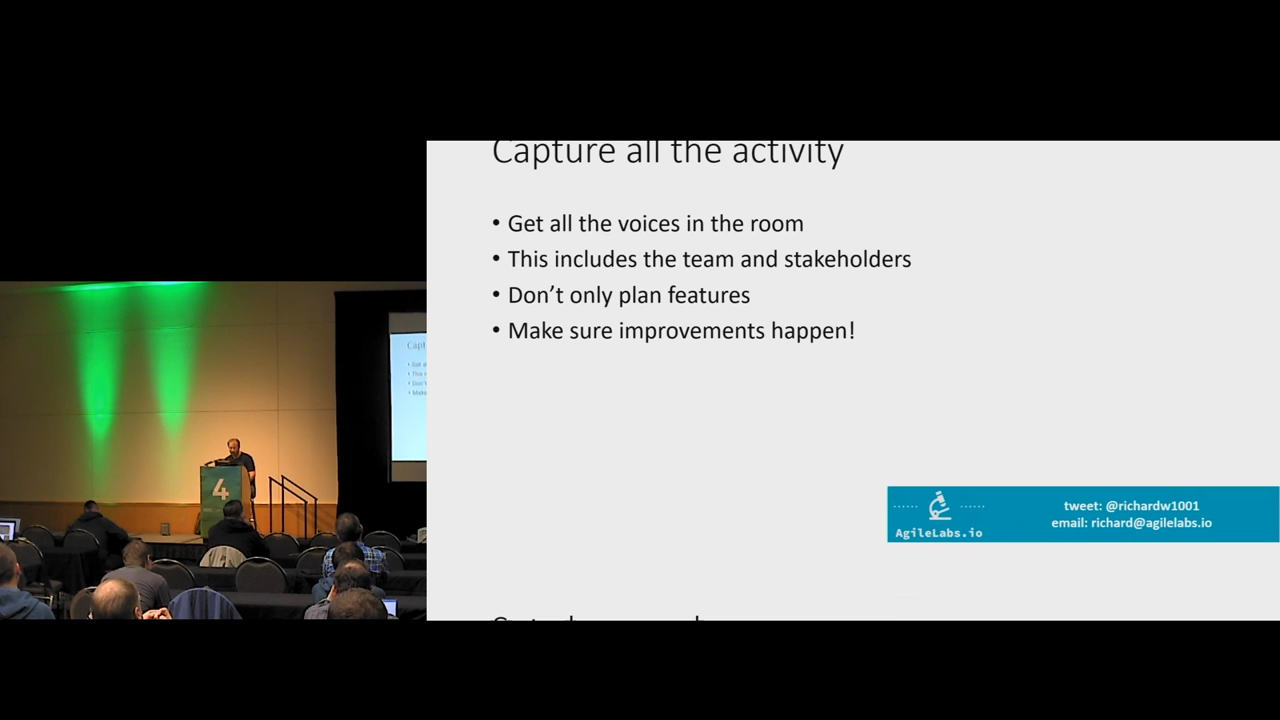 Capture all the activity
• Get all the voices in the room
• This includes the team and stakeholders
• Don't only plan features
• Make sure improvements happen!
AgileLabs.io
tweet: @richardw1001
email: richard@agilelabs.io
4
Capt